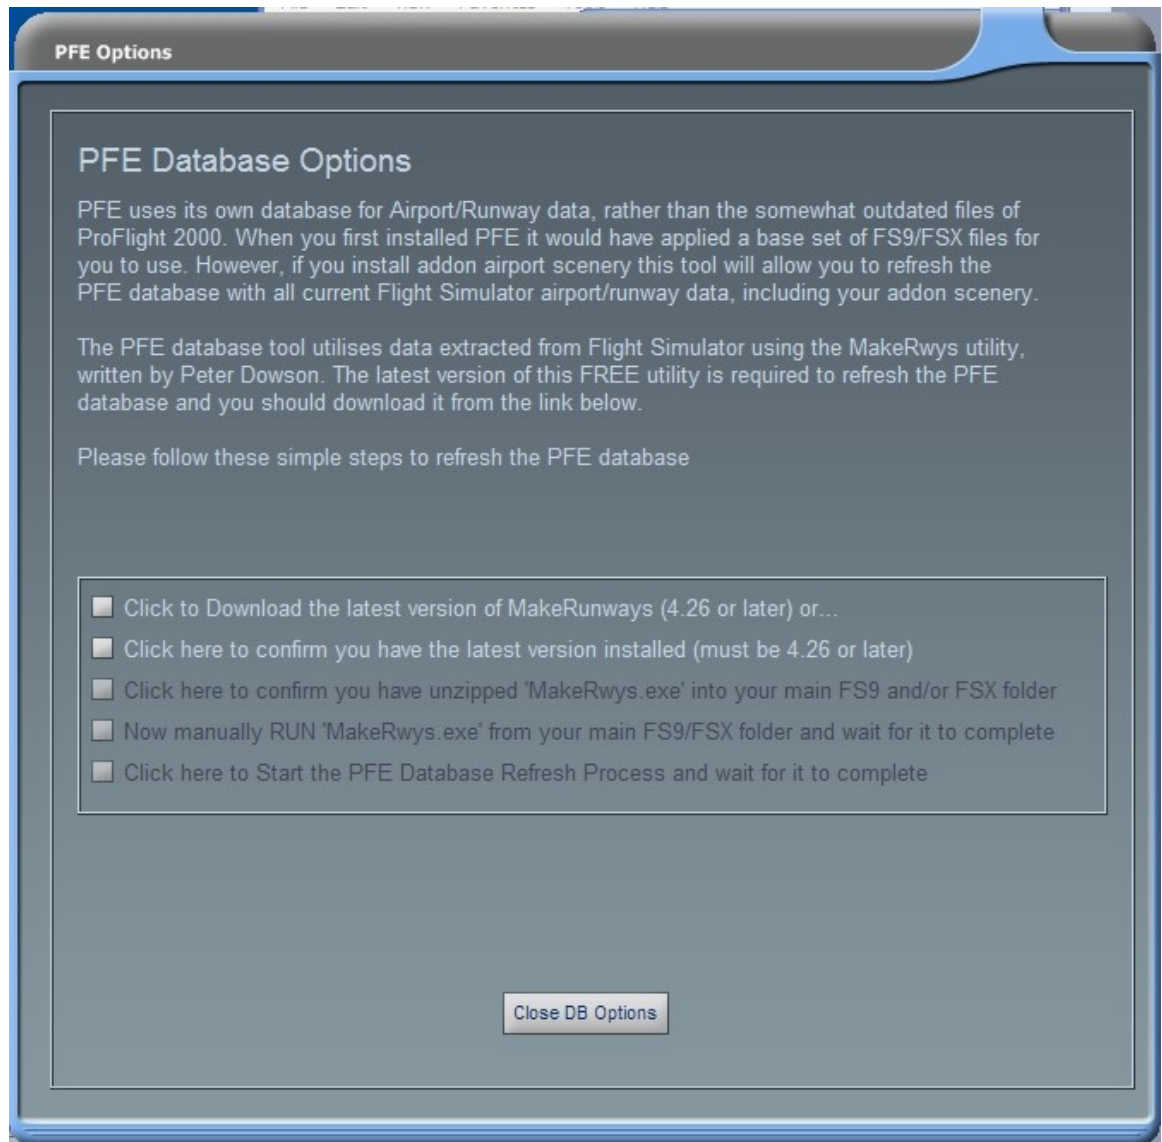 PFE Options
PFE Database Options
PFE uses its own database for Airport/Runway data, rather than the somewhat outdated files of
ProFlight 2000. When you first installed PFE it would have applied a base set of FS9/FSX files for
you to use. However, if you install addon airport scenery this tool will allow you to refresh the
PFE database with all current Flight Simulator airport/runway data, including your addon scenery.
The PFE database tool utilises data extracted from Flight Simulator using the MakeRwys utility,
written by Peter Dowson. The latest version of this FREE utility is required to refresh the PFE
database and you should download it from the link below.
Please follow these simple steps to refresh the PFE database
Click to Download the latest version of MakeRunways (4.26 or later) or...
Click here to confirm you have the latest version installed (must be 4.26 or later)
Click here to confirm you have unzipped 'MakeRwys.exe' into your main FS9 and/or FSX folder
Now manually RUN 'MakeRwys.exe' from your main FS9/FSX folder and wait for it to complete
Click here to Start the PFE Database Refresh Process and wait for it to complete
Close DB Options